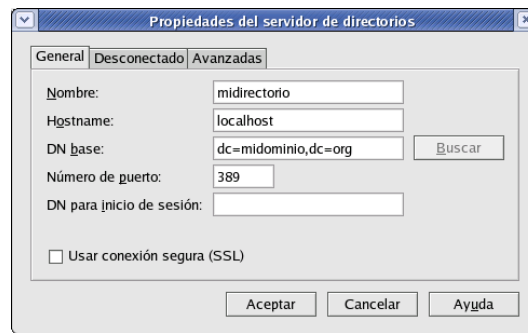 Propiedades del servidor de directorios
General Desconectado Avanzadas
Nombre: midirectorio
Hostname: localhost
DN base: dc=midominio,dc=org Buscar
Número de puerto: 389
DN para inicio de sesión:
Usar conexión segura (SSL)
Aceptar Cancelar Ayuda